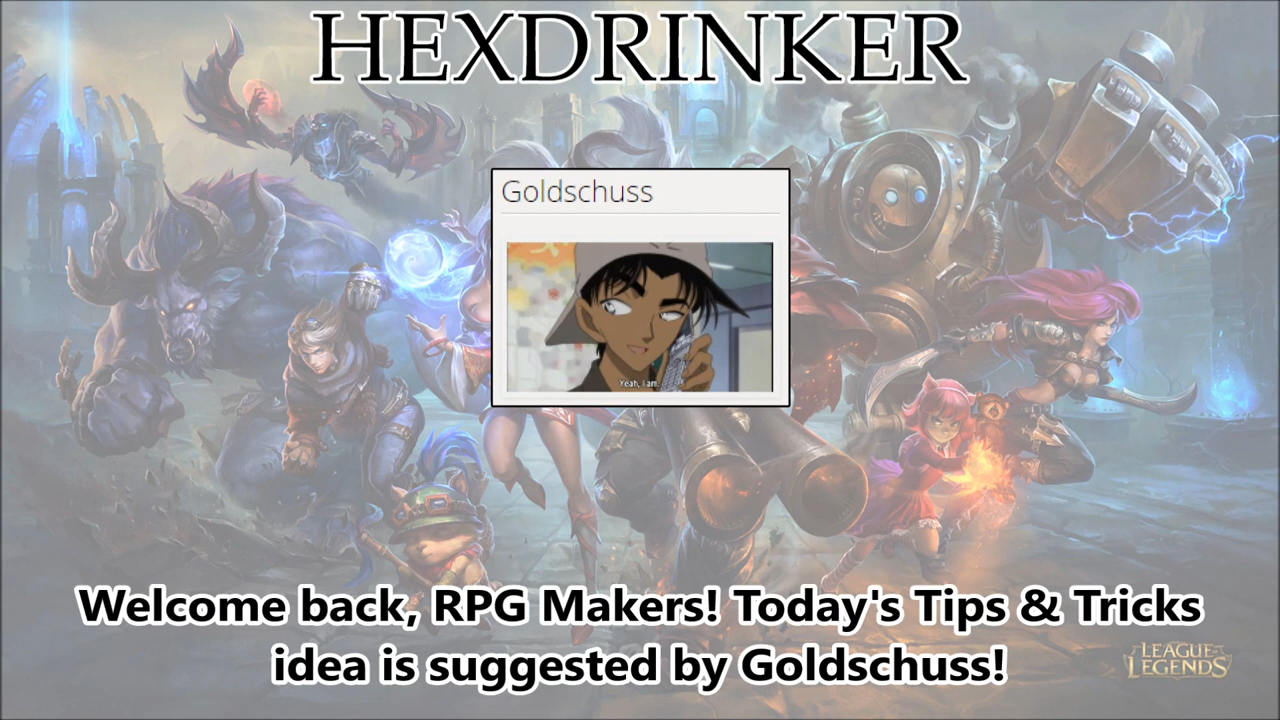 HEXDRINKER
Goldschuss
Yeah, I am.
Welcome back, RPG Makers! Today's Tips & Tricks
idea is suggested by Goldschuss!
LEAGUE OF
LEGENDS